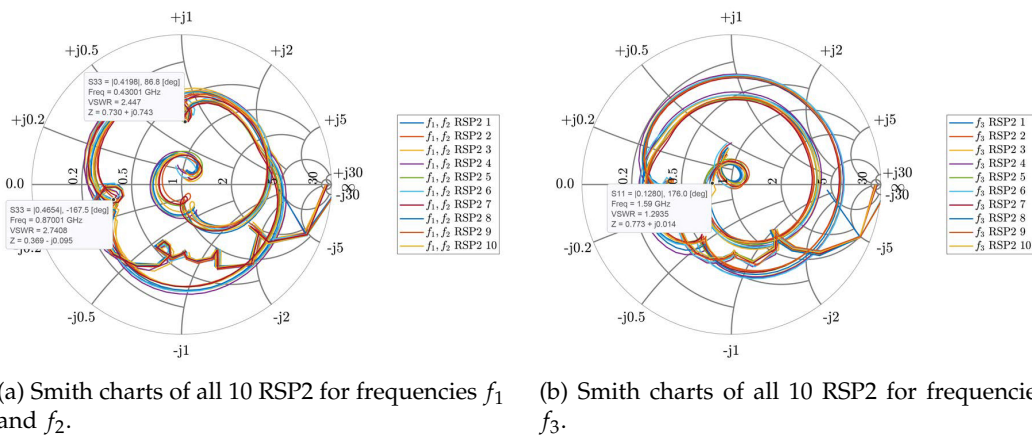 +j1
+j0.5
+j2
S33 = |0.4198|, 86.8 [deg]
Freq = 0.43001 GHz
VSWR = 2.447
Z = 0.730 + j0.743
+j0.2
+j5
0.0
0.2
0.5
1
2
5
30
+j30
∞
-j30
S33 = |0.4654|, -167.5 [deg]
Freq = 0.87001 GHz
VSWR = 2.7408
Z = 0.369 - j0.095
-j0.2
-j5
-j0.5
-j2
-j1
f1, f2 RSP2 1
f1, f2 RSP2 2
f1, f2 RSP2 3
f1, f2 RSP2 4
f1, f2 RSP2 5
f1, f2 RSP2 6
f1, f2 RSP2 7
f1, f2 RSP2 8
f1, f2 RSP2 9
f1, f2 RSP2 10
(a) Smith charts of all 10 RSP2 for frequencies f1
and f2.
+j1
+j0.5
+j2
+j0.2
+j5
0.0
0.2
0.5
1
2
5
30
+j30
∞
-j30
S11 = |0.1280|, 176.0 [deg]
Freq = 1.59 GHz
VSWR = 1.2935
Z = 0.773 + j0.014
-j0.2
-j5
-j0.5
-j2
-j1
f3 RSP2 1
f3 RSP2 2
f3 RSP2 3
f3 RSP2 4
f3 RSP2 5
f3 RSP2 6
f3 RSP2 7
f3 RSP2 8
f3 RSP2 9
f3 RSP2 10
(b) Smith charts of all 10 RSP2 for frequencie
f3.